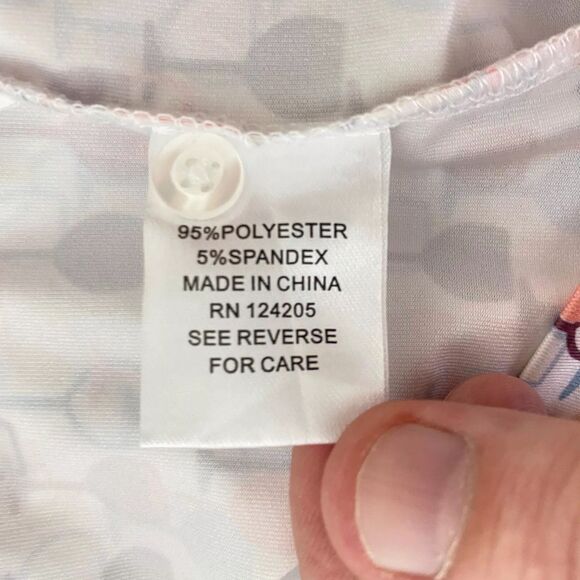 95%POLYESTER
5%SPANDEX
MADE IN CHINA
RN 124205
SEE REVERSE
FOR CARE